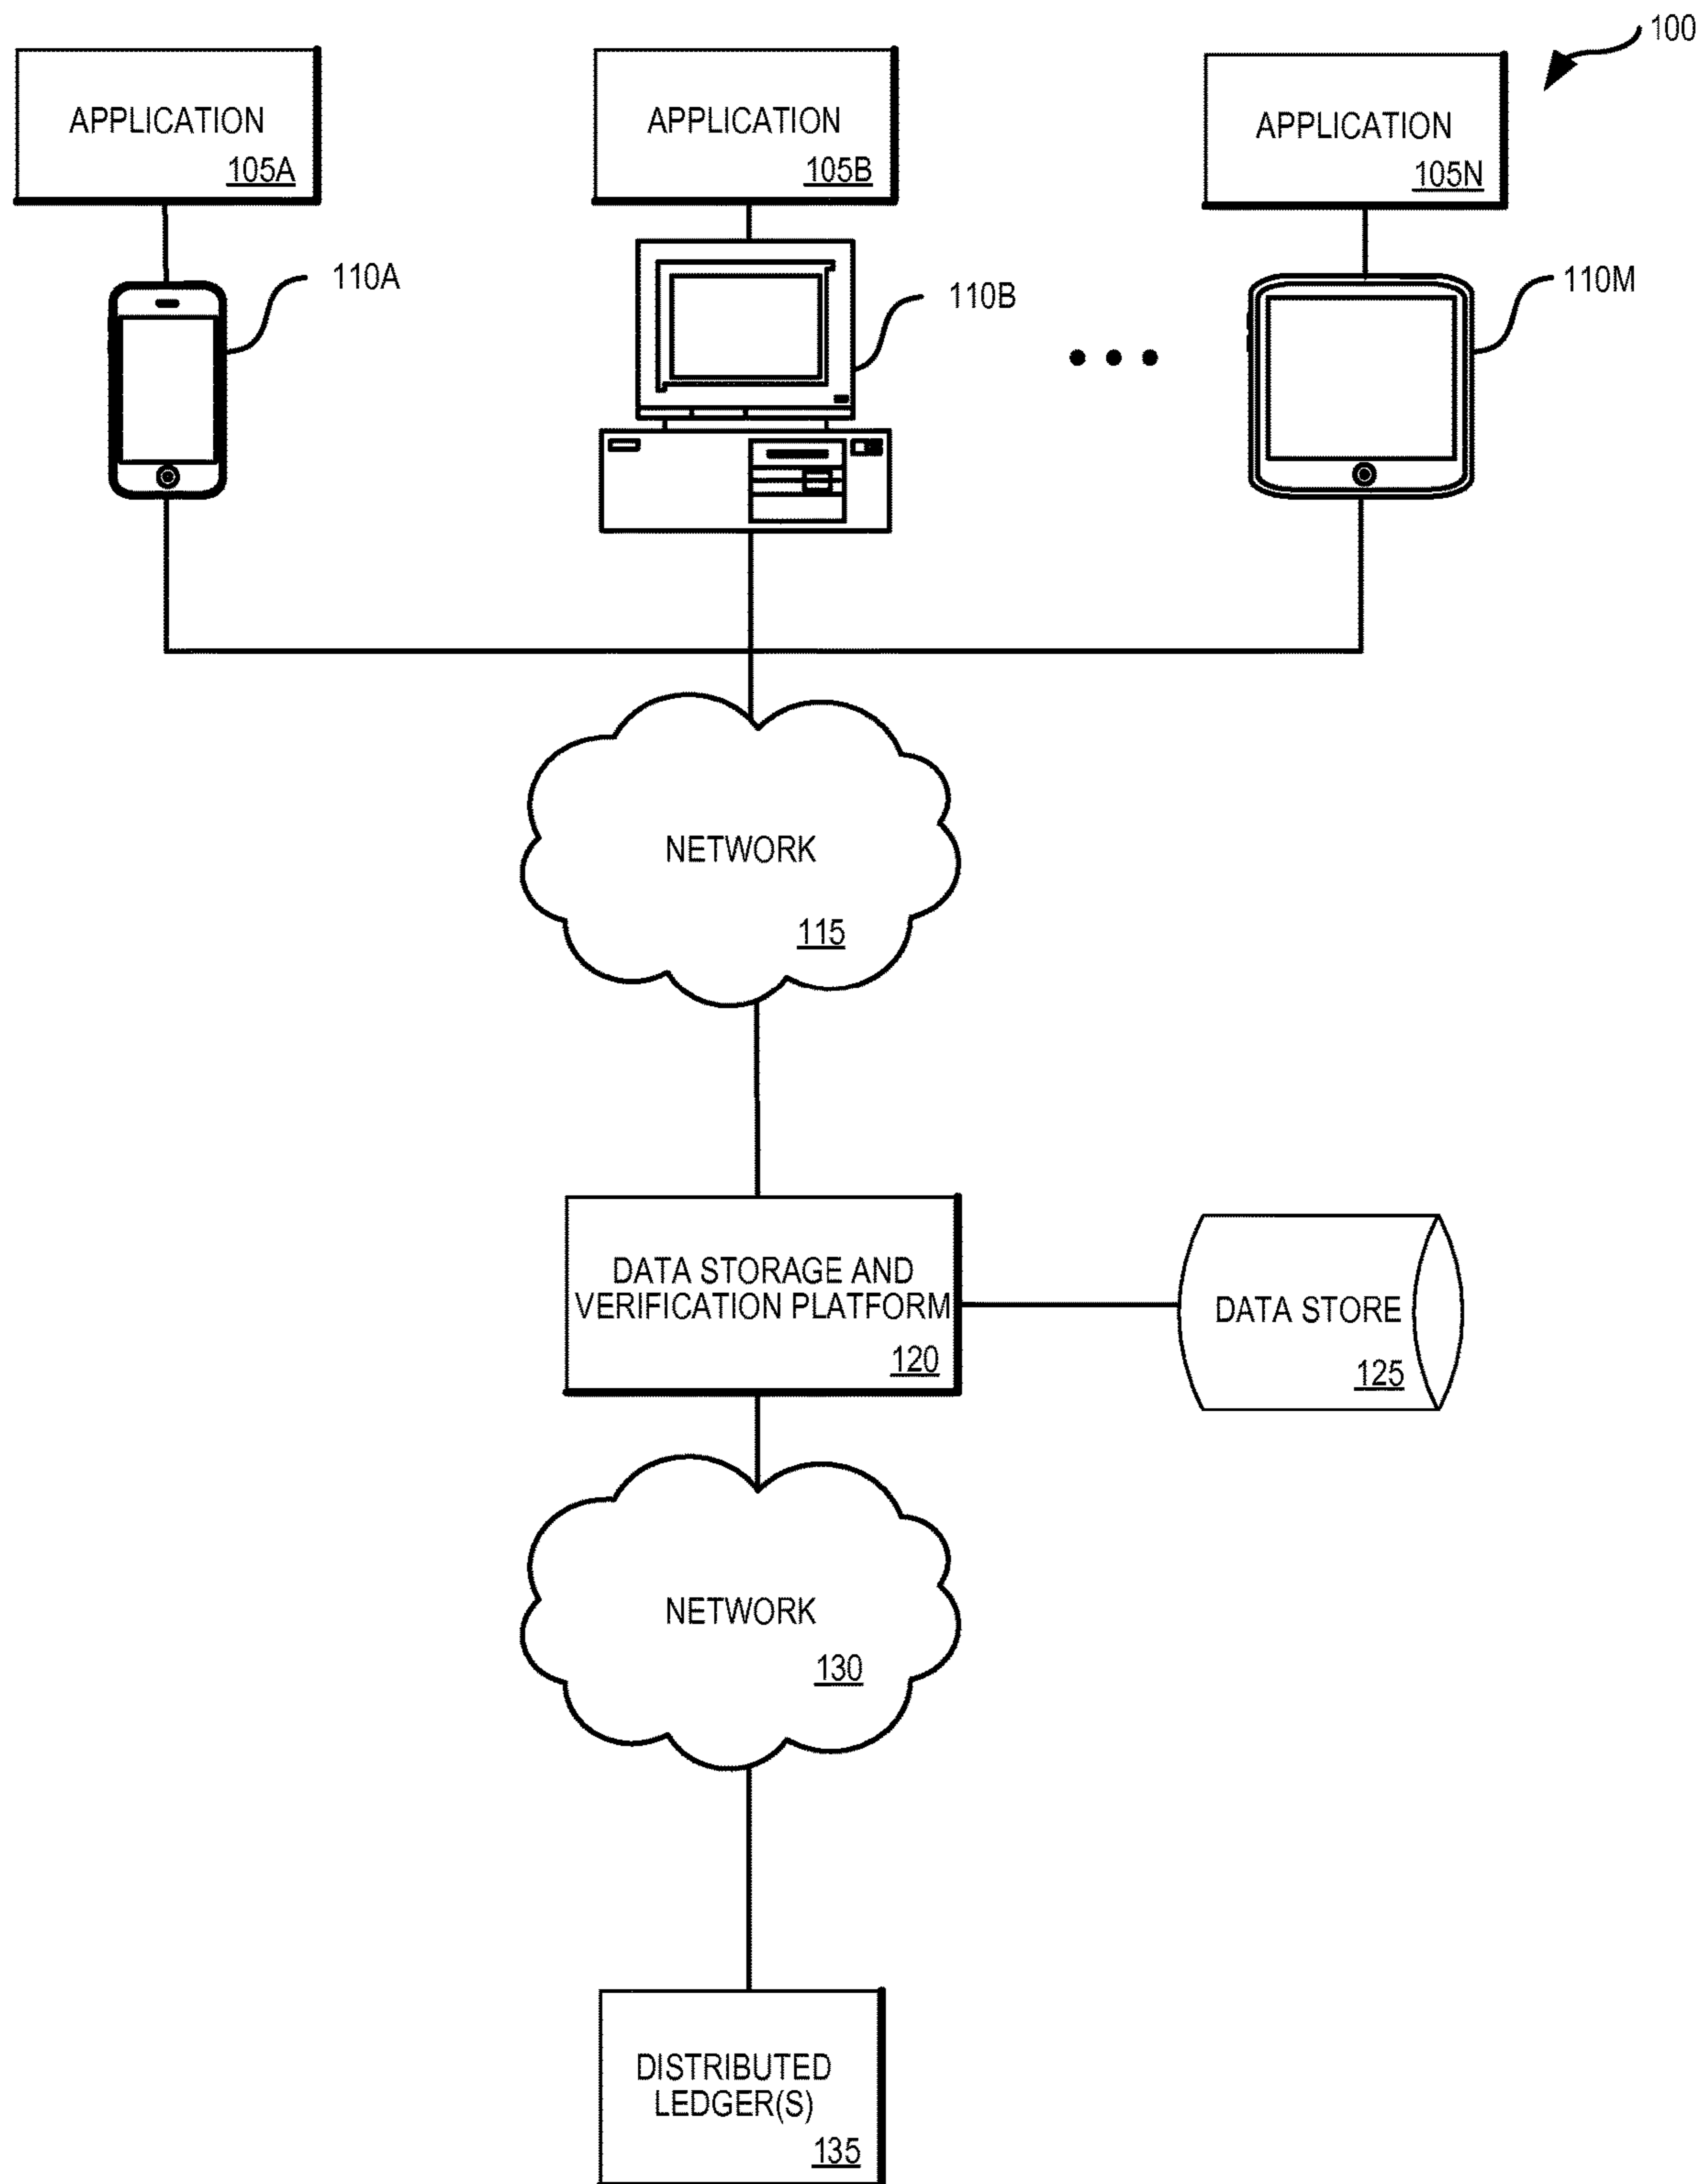 100
APPLICATION
105A
APPLICATION
105B
APPLICATION
105N
110A
110B
110M
NETWORK
115
DATA STORAGE AND
VERIFICATION PLATFORM
120
DATA STORE
125
NETWORK
130
DISTRIBUTED
LEDGER(S)
135